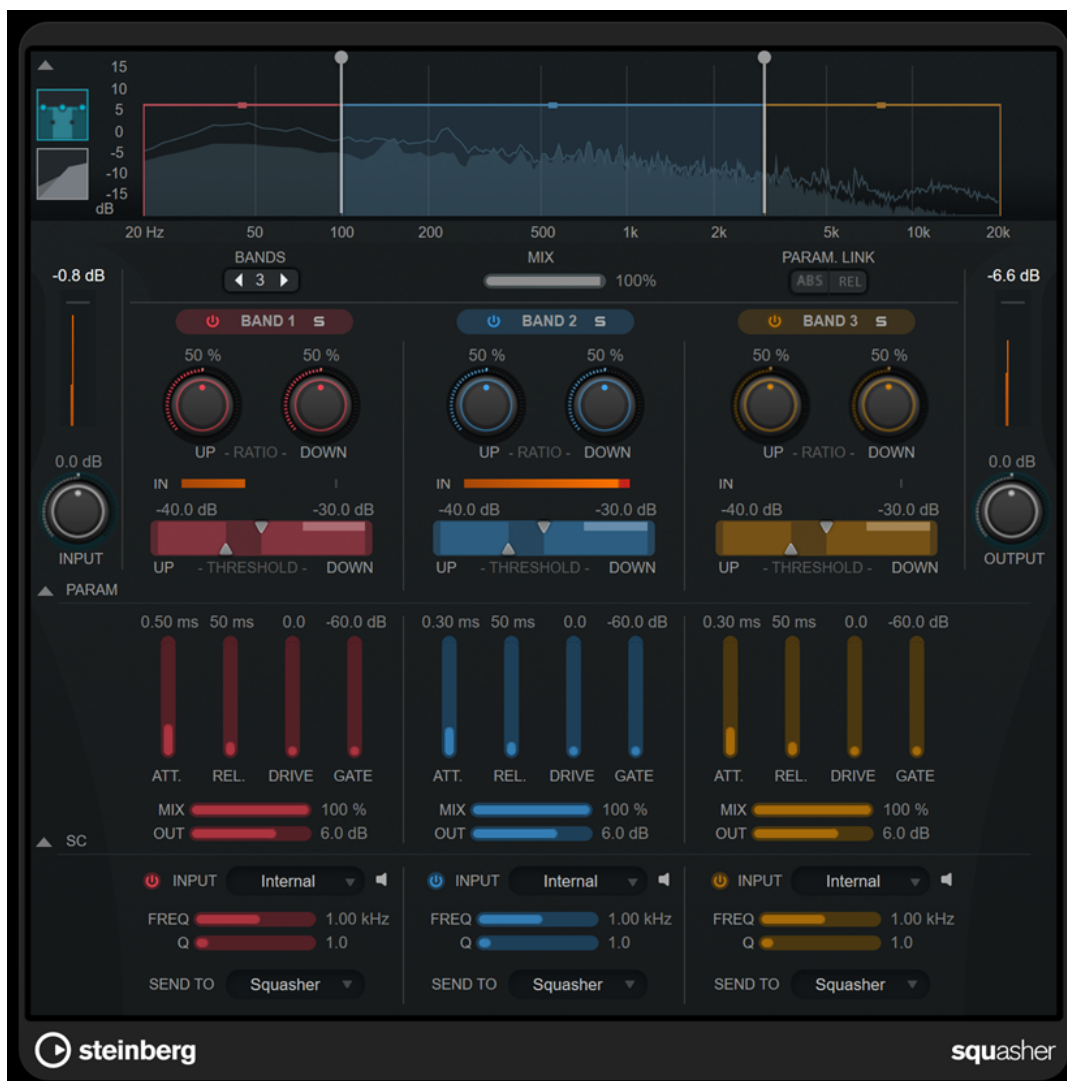 15
10
5
0
-5
-10
-15
dB
20 Hz 50 100 200 500 1k 2k 5k 10k 20k
BANDS MIX PARAM. LINK
-0.8 dB 3 100% ABS REL -6.6 dB
BAND 1 S BAND 2 S BAND 3 S
50 % 50 % 50 % 50 % 50 % 50 %
UP - RATIO - DOWN UP - RATIO - DOWN UP - RATIO - DOWN
0.0 dB 0.0 dB
IN IN IN
-40.0 dB -30.0 dB -40.0 dB -30.0 dB -40.0 dB -30.0 dB
INPUT OUTPUT
UP - THRESHOLD - DOWN UP - THRESHOLD - DOWN UP - THRESHOLD - DOWN
PARAM
0.50 ms 50 ms 0.0 -60.0 dB 0.30 ms 50 ms 0.0 -60.0 dB 0.30 ms 50 ms 0.0 -60.0 dB
ATT. REL. DRIVE GATE ATT. REL. DRIVE GATE ATT. REL. DRIVE GATE
MIX 100 % MIX 100 % MIX 100 %
OUT 6.0 dB OUT 6.0 dB OUT 6.0 dB
SC
INPUT Internal INPUT Internal INPUT Internal
FREQ 1.00 kHz FREQ 1.00 kHz FREQ 1.00 kHz
Q 1.0 Q 1.0 Q 1.0
SEND TO Squasher SEND TO Squasher SEND TO Squasher
steinberg squasher